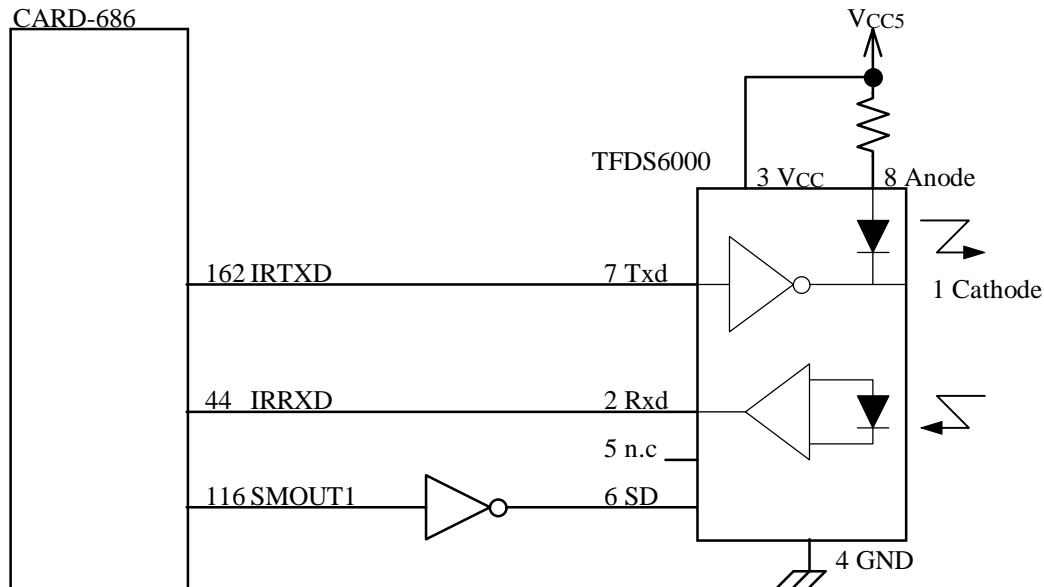 CARD-686
VCC5
TFDS6000
3 VCC
8 Anode
162 IRTXD
7 Txd
1 Cathode
44 IRRXD
2 Rxd
5 n.c
116 SMOUT1
6 SD
4 GND